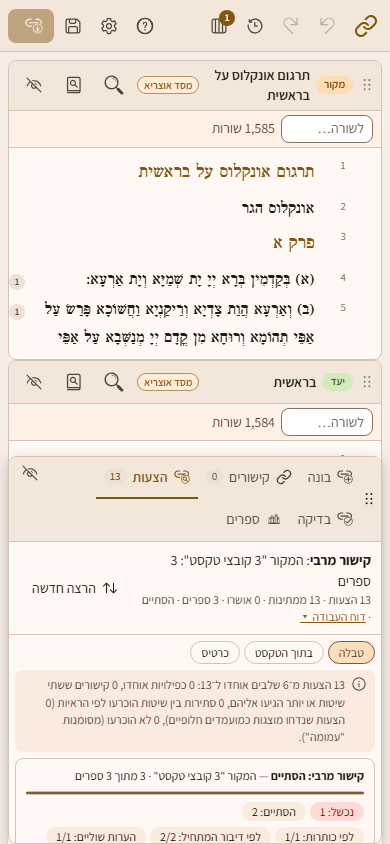 1
מקור
תרגום אונקלוס על
בראשית
מסד אוצריא
לשורה...
1,585 שורות
1
תרגום אונקלוס על בראשית
2
אונקלוס הגר
3
פרק א
4
(א) בְּקַדְמִין בְּרָא יְיָ יָת שְׁמַיָּא וְיָת אַרְעָא:
1
5
(ב) וְאַרְעָא הֲוַת צָדְיָא וְרֵיקַנְיָא וַחֲשׁוֹכָא פָּרֵשׂ עַל
1
אַפֵּי תְהוֹמָא וְרוּחָא מִן קֳדָם יְיָ מְנַשְּׁבָא עַל אַפֵּי
יעד
בראשית
מסד אוצריא
לשורה...
1,584 שורות
בונה
קישורים
0
הצעות
13
בדיקה
ספרים
קישור מרבי: המקור "3 קובצי טקסט": 3
ספרים
13 הצעות · 13 ממתינות · 0 אושרו · 3 ספרים · הסתיים
· דוח העבודה
הרצה חדשה
טבלה
בתוך הטקסט
כרטיס
13 הצעות מ־6 שלבים אוחדו ל־13: 0 כפילויות אוחדו, 0 קישורים ששתי
שיטות או יותר הגיעו אליהם, 0 סתירות בין שיטות הוכרעו לפי הראיות (0
הצעות שנדחו מוצגות כמועמדים חלופיים), 0 לא הוכרעו (מסומנות
"עמומה").
קישור מרבי: הסתיים — המקור "3 קובצי טקסט" · 3 מתוך 3 ספרים
נכשל: 1
הסתיים: 2
לפי כותרות: 1/1
לפי דיבור המתחיל: 2/2
הערות שוליים: 1/1